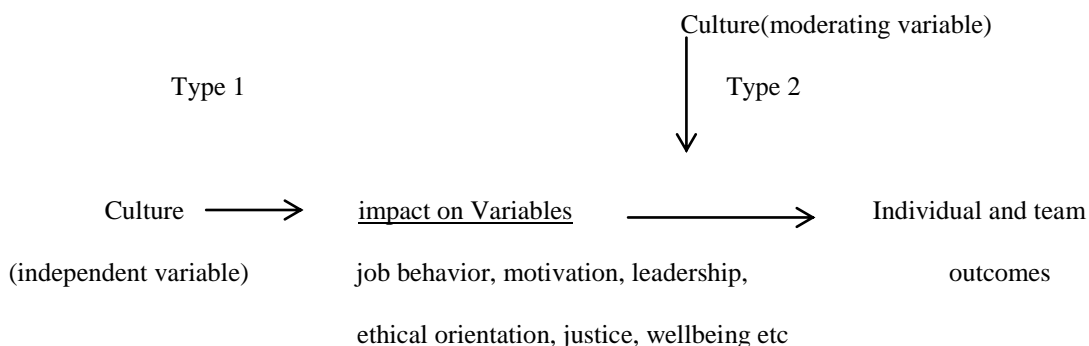 Culture(moderating variable)
Type 1 Type 2
Culture impact on Variables Individual and team
(independent variable) job behavior, motivation, leadership, outcomes
ethical orientation, justice, wellbeing etc